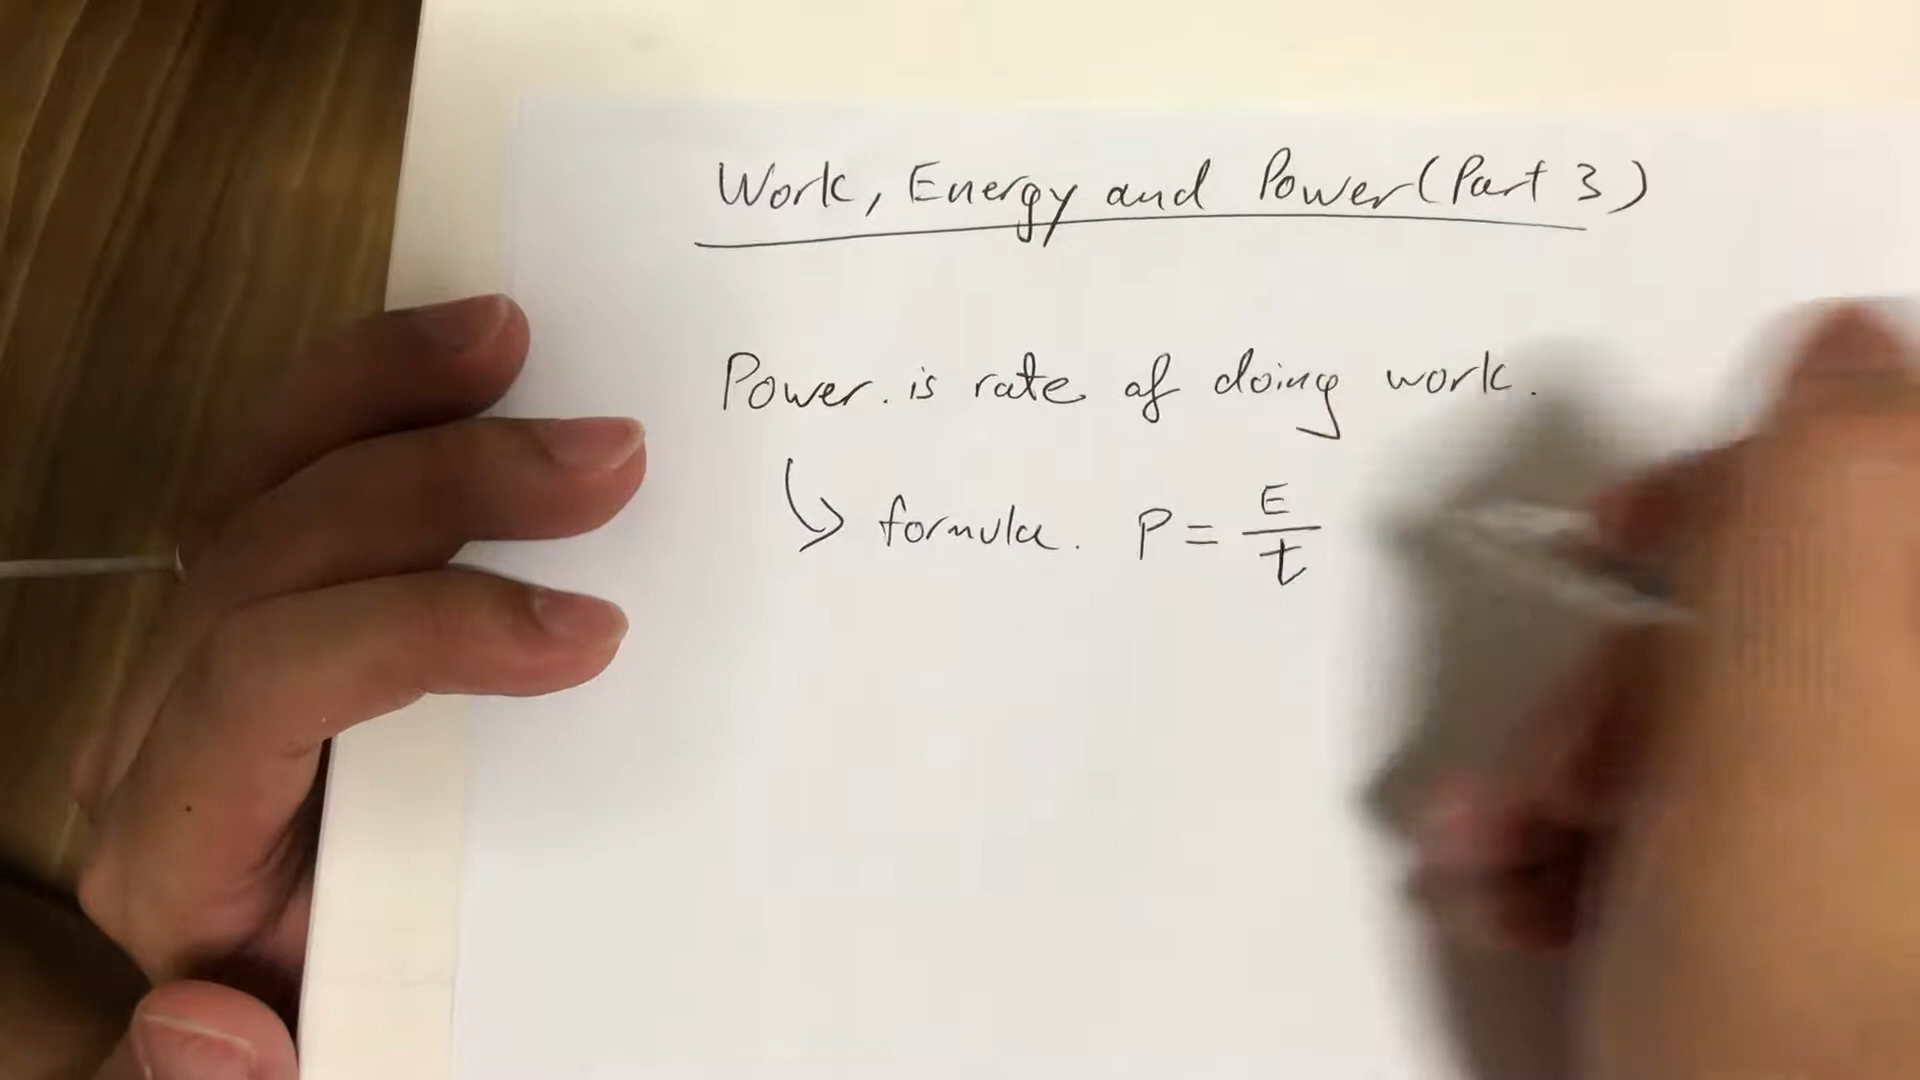 Work, Energy and Power (Part 3)
Power. is rate of doing work.
↳ formula. P = E/t